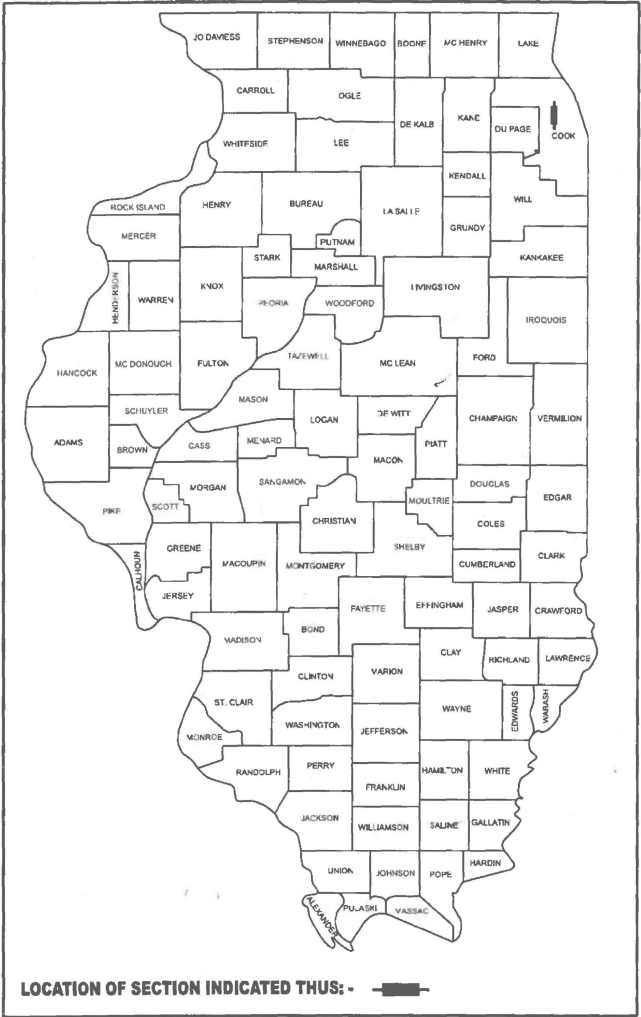 JO DAVIESS STEPHENSON WINNEBAGO BOONE MC HENRY LAKE
CARROLL OGLE
DE KALB KANE DU PAGE COOK
WHITESIDE LEE
KENDALL
ROCK ISLAND HENRY BUREAU LA SALLE WILL
MERCER GRUNDY
PUTNAM
STARK MARSHALL KANKAKEE
HENDERSON WARREN KNOX PEORIA WOODFORD LIVINGSTON
IROQUOIS
HANCOCK MC DONOUGH FULTON TAZEWELL MC LEAN FORD
SCHUYLER MASON
LOGAN DE WITT CHAMPAIGN VERMILION
ADAMS BROWN CASS MENARD PIATT
MACON
MORGAN SANGAMON DOUGLAS EDGAR
PIKE SCOTT CHRISTIAN MOULTRIE
COLES
CALHOUN GREENE MACOUPIN MONTGOMERY SHELBY
CUMBERLAND CLARK
JERSEY
FAYETTE EFFINGHAM JASPER CRAWFORD
MADISON BOND
CLAY RICHLAND LAWRENCE
CLINTON VARION
ST. CLAIR WAYNE EDWARDS WABASH
WASHINGTON JEFFERSON
MONROE
RANDOLPH PERRY HAMILTON WHITE
FRANKLIN
JACKSON WILLIAMSON SALINE GALLATIN
HARDIN
UNION JOHNSON POPE
ALEXANDER PULASKI VASSAC
LOCATION OF SECTION INDICATED THUS: -